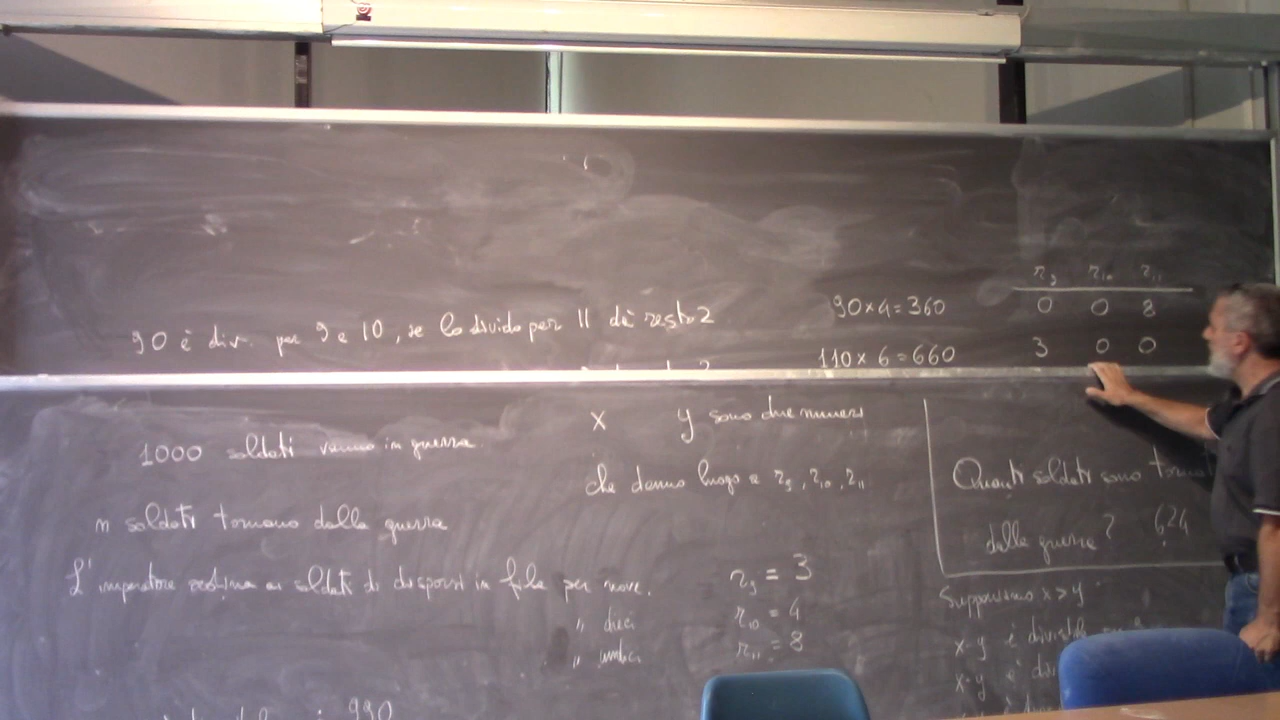 r₉ r₁₀ r₁₁
90×4=360 0 0 8
90 è div. per 9 e 10, se lo divido per 11 dà resto 2
110×6=660 3 0 0
1000 soldati vanno in guerra
n soldati tornano dalla guerra
L'imperatore ordina ai soldati di disporsi in file per nove.
" dieci
" undici
990
x y sono due numeri
che danno luogo a r₉, r₁₀, r₁₁
r₉ = 3
r₁₀ = 4
r₁₁ = 8
Quanti soldati sono
dalla guerra? 624
Supponiamo x>y
x-y è
x-y è